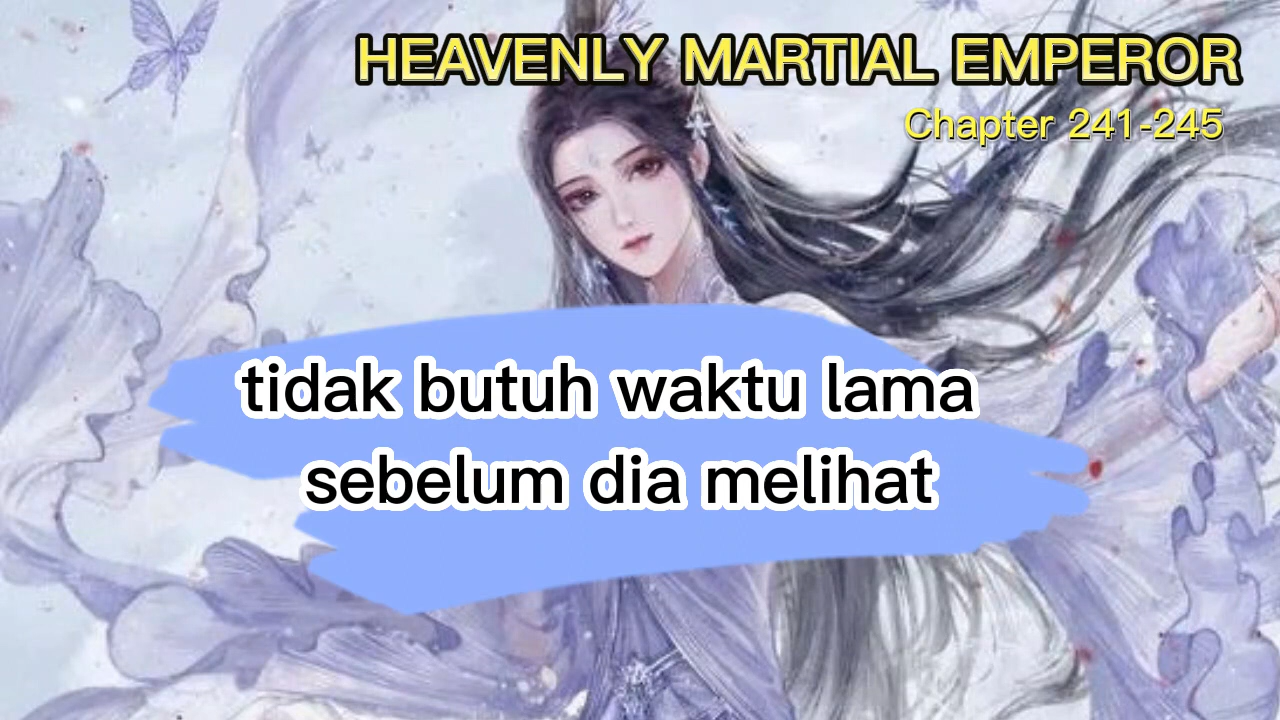 HEAVENLY MARTIAL EMPEROR
Chapter 241-245
tidak butuh waktu lama
sebelum dia melihat